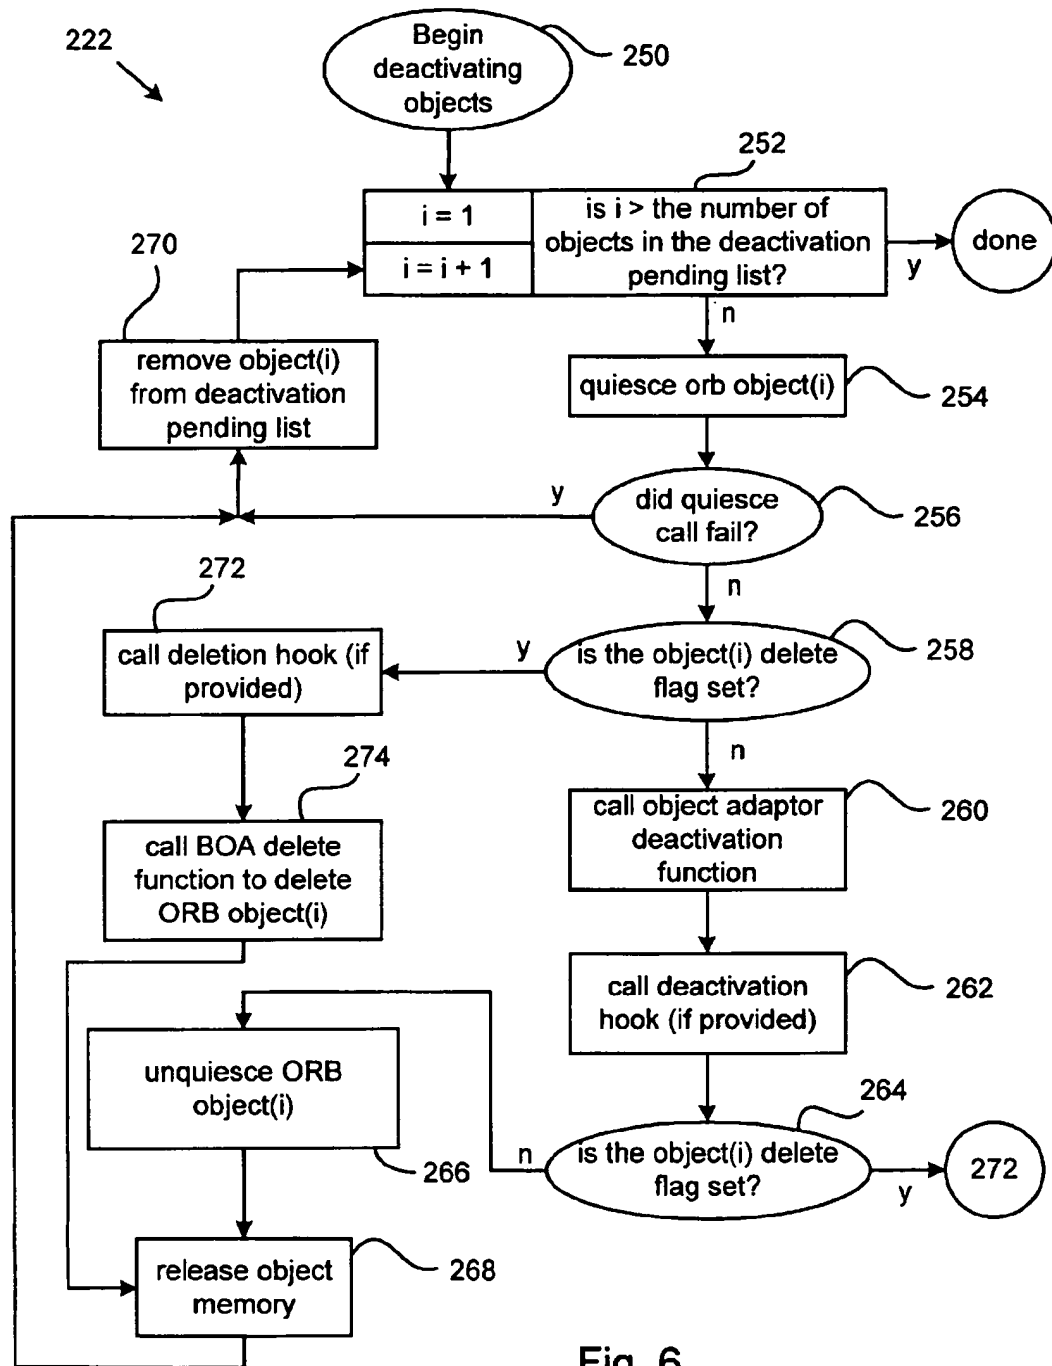 222
Begin
deactivating
objects
250
252
i = 1
i = i + 1
is i > the number of
objects in the deactivation
pending list?
y
done
n
270
remove object(i)
from deactivation
pending list
quiesce orb object(i)
254
y
did quiesce
call fail?
256
n
272
call deletion hook (if
provided)
y
is the object(i) delete
flag set?
258
n
274
call BOA delete
function to delete
ORB object(i)
call object adaptor
deactivation
function
260
call deactivation
hook (if provided)
262
unquiesce ORB
object(i)
266
264
n
is the object(i) delete
flag set?
y
272
release object
memory
268
Fig. 6